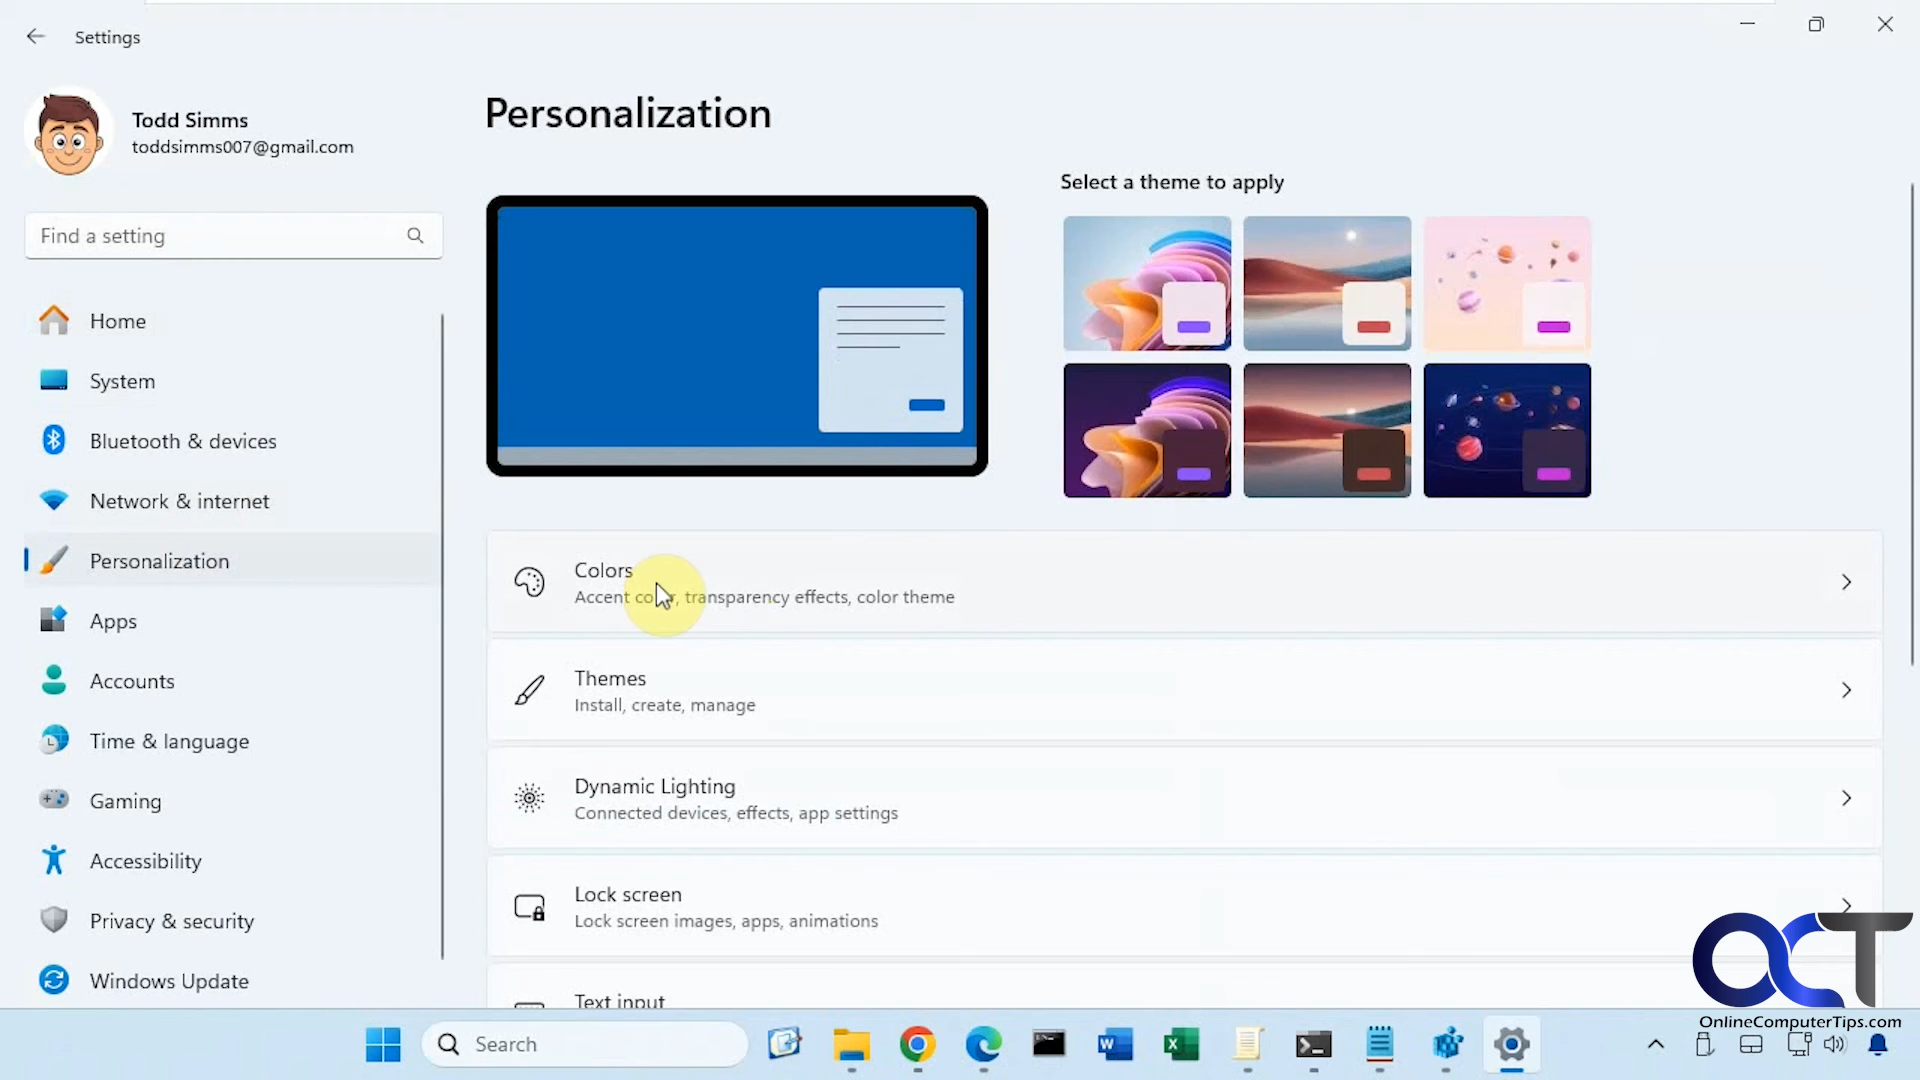 Settings
Todd Simms
toddsimms007@gmail.com
Find a setting
Home
System
Bluetooth & devices
Network & internet
Personalization
Apps
Accounts
Time & language
Gaming
Accessibility
Privacy & security
Windows Update
Personalization
Select a theme to apply
Colors
Accent color, transparency effects, color theme
Themes
Install, create, manage
Dynamic Lighting
Connected devices, effects, app settings
Lock screen
Lock screen images, apps, animations
Text input
OCT
OnlineComputerTips.com
Search